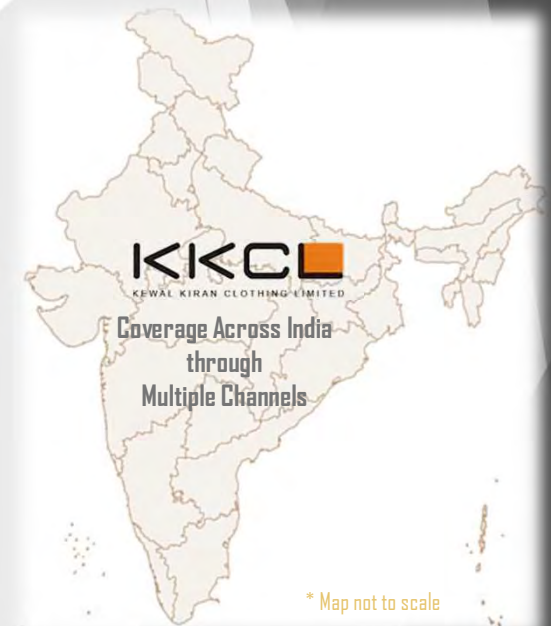 KKCL
KEWAL KIRAN CLOTHING LIMITED
Coverage Across India
through
Multiple Channels
* Map not to scale